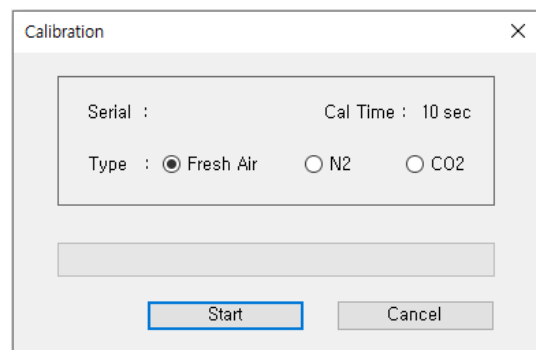 Calibration
Serial : Cal Time : 10 sec
Type : Fresh Air N2 CO2
Start Cancel